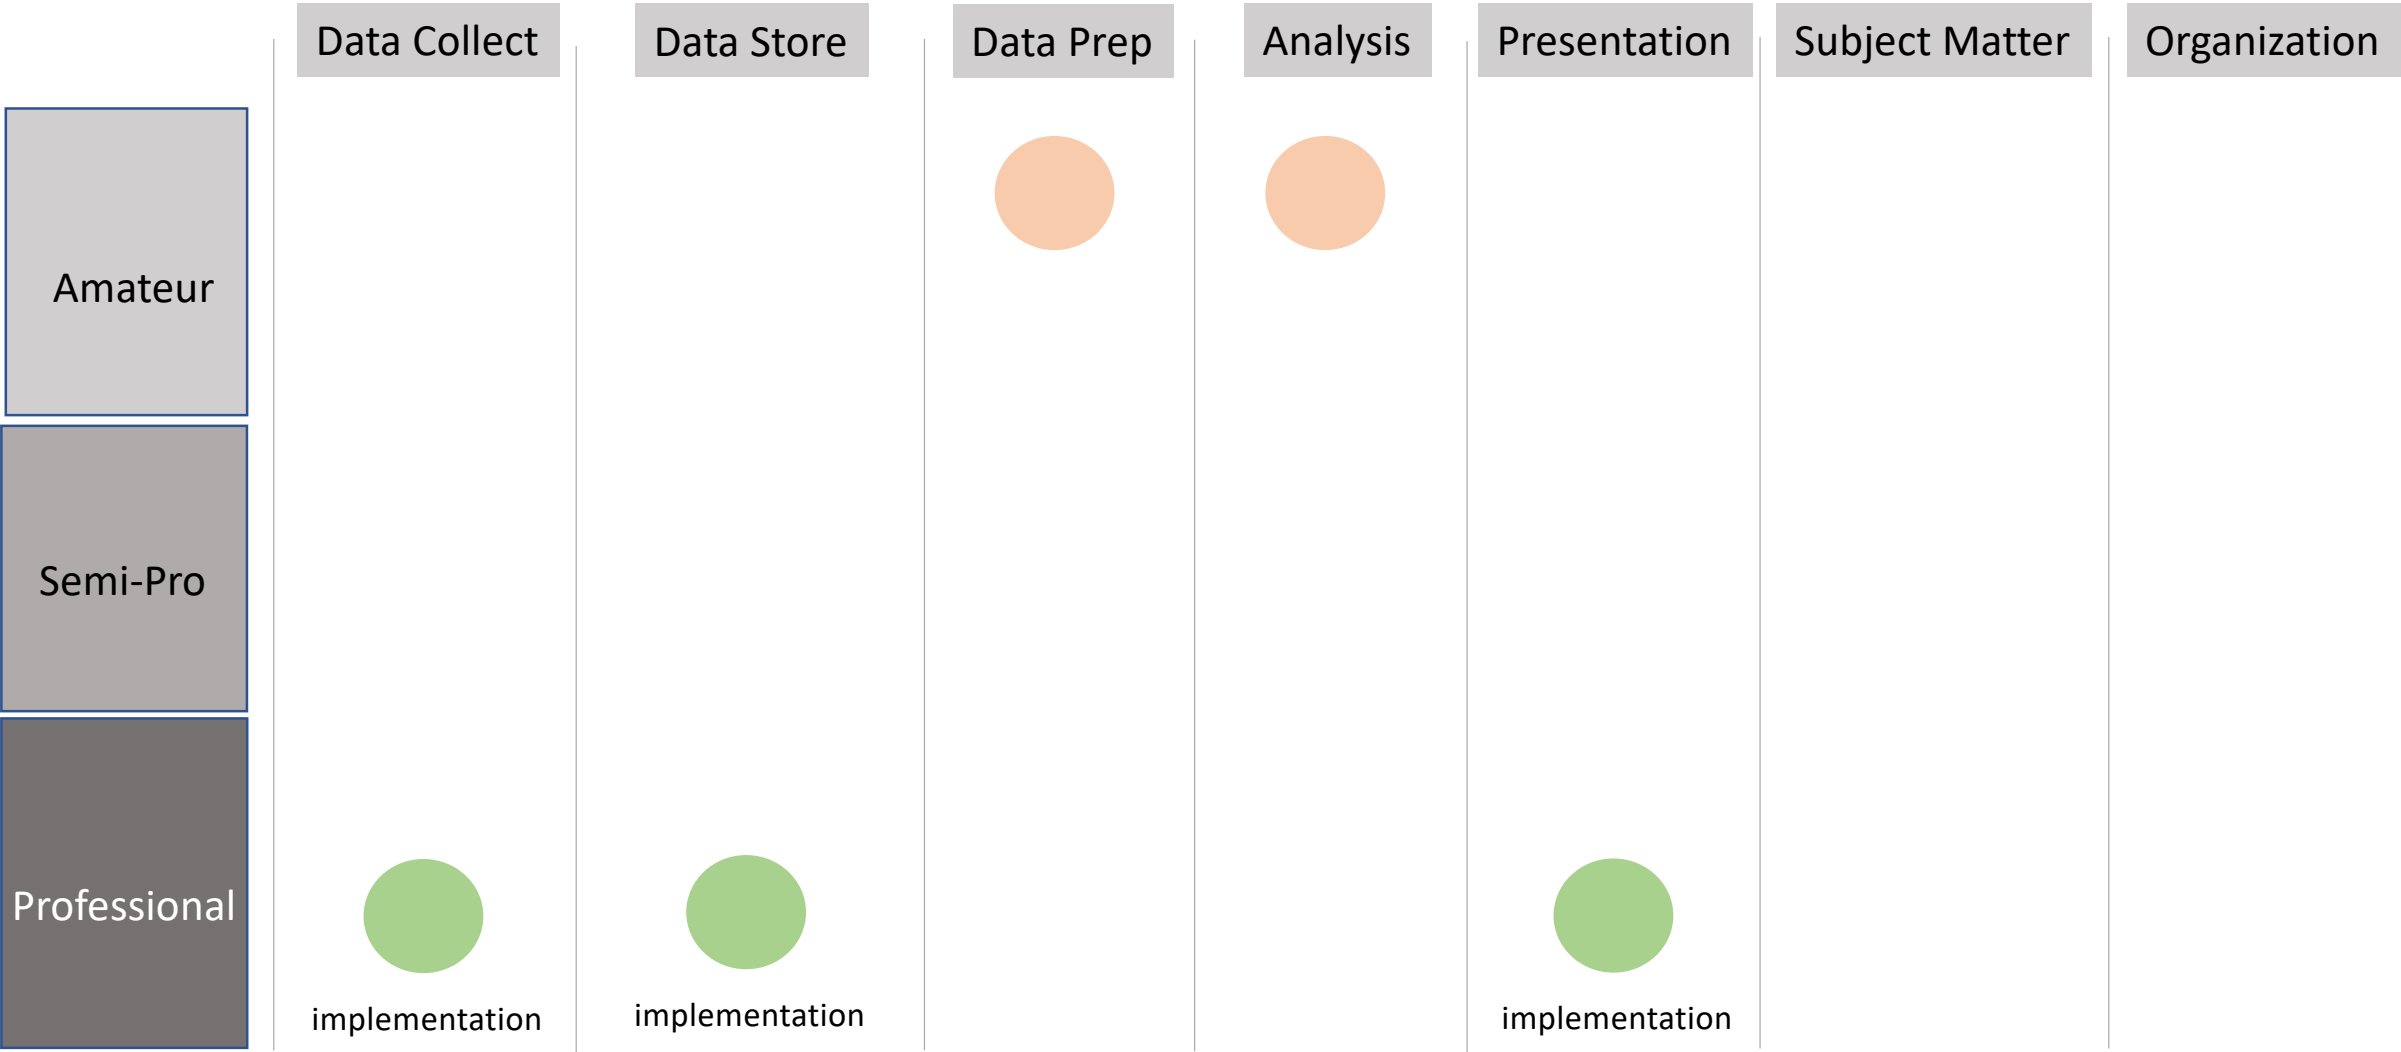 Data Collect
Data Store
Data Prep
Analysis
Presentation
Subject Matter
Organization
Amateur
Semi-Pro
Professional
implementation
implementation
implementation